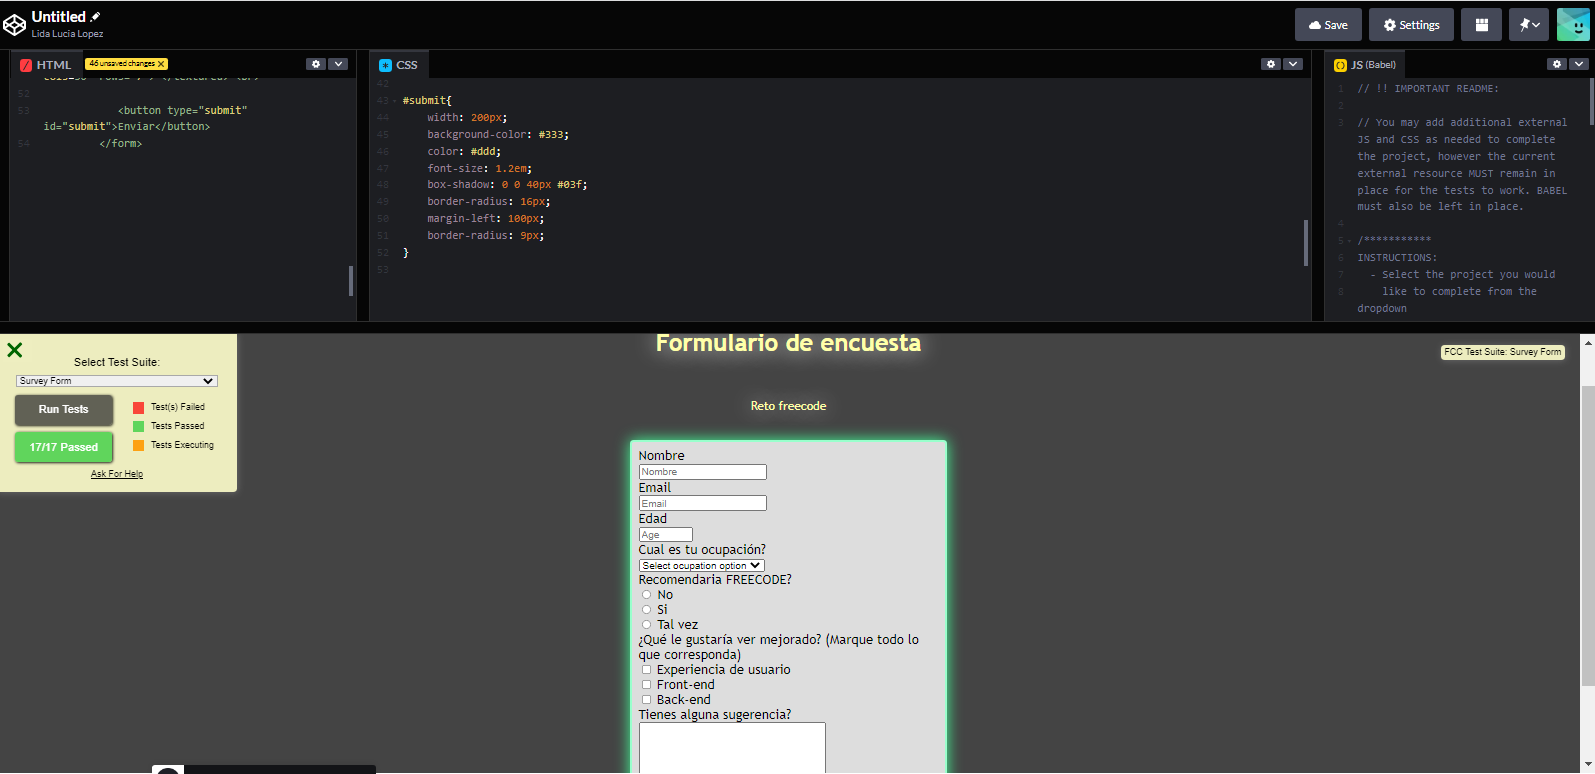 Untitled
Lida Lucia Lopez
Save
Settings
HTML
46 unsaved changes X
52
53 <button type="submit"
id="submit">Enviar</button>
54 </form>
CSS
42
43 #submit{
44 width: 200px;
45 background-color: #333;
46 color: #ddd;
47 font-size: 1.2em;
48 box-shadow: 0 0 40px #03f;
49 border-radius: 16px;
50 margin-left: 100px;
51 border-radius: 9px;
52 }
53
JS (Babel)
1 // !! IMPORTANT README:
2
3 // You may add additional external
JS and CSS as needed to complete
the project, however the current
external resource MUST remain in
place for the tests to work. BABEL
must also be left in place.
4
5 /***********
6 INSTRUCTIONS:
7 - Select the project you would
8 like to complete from the
dropdown
Select Test Suite:
Survey Form
Run Tests
17/17 Passed
Test(s) Failed
Tests Passed
Tests Executing
Ask For Help
FCC Test Suite: Survey Form
Formulario de encuesta
Reto freecode
Nombre
Nombre
Email
Email
Edad
Age
Cual es tu ocupación?
Select ocupation option
Recomendaria FREECODE?
No
Si
Tal vez
¿Qué le gustaría ver mejorado? (Marque todo lo
que corresponda)
Experiencia de usuario
Front-end
Back-end
Tienes alguna sugerencia?